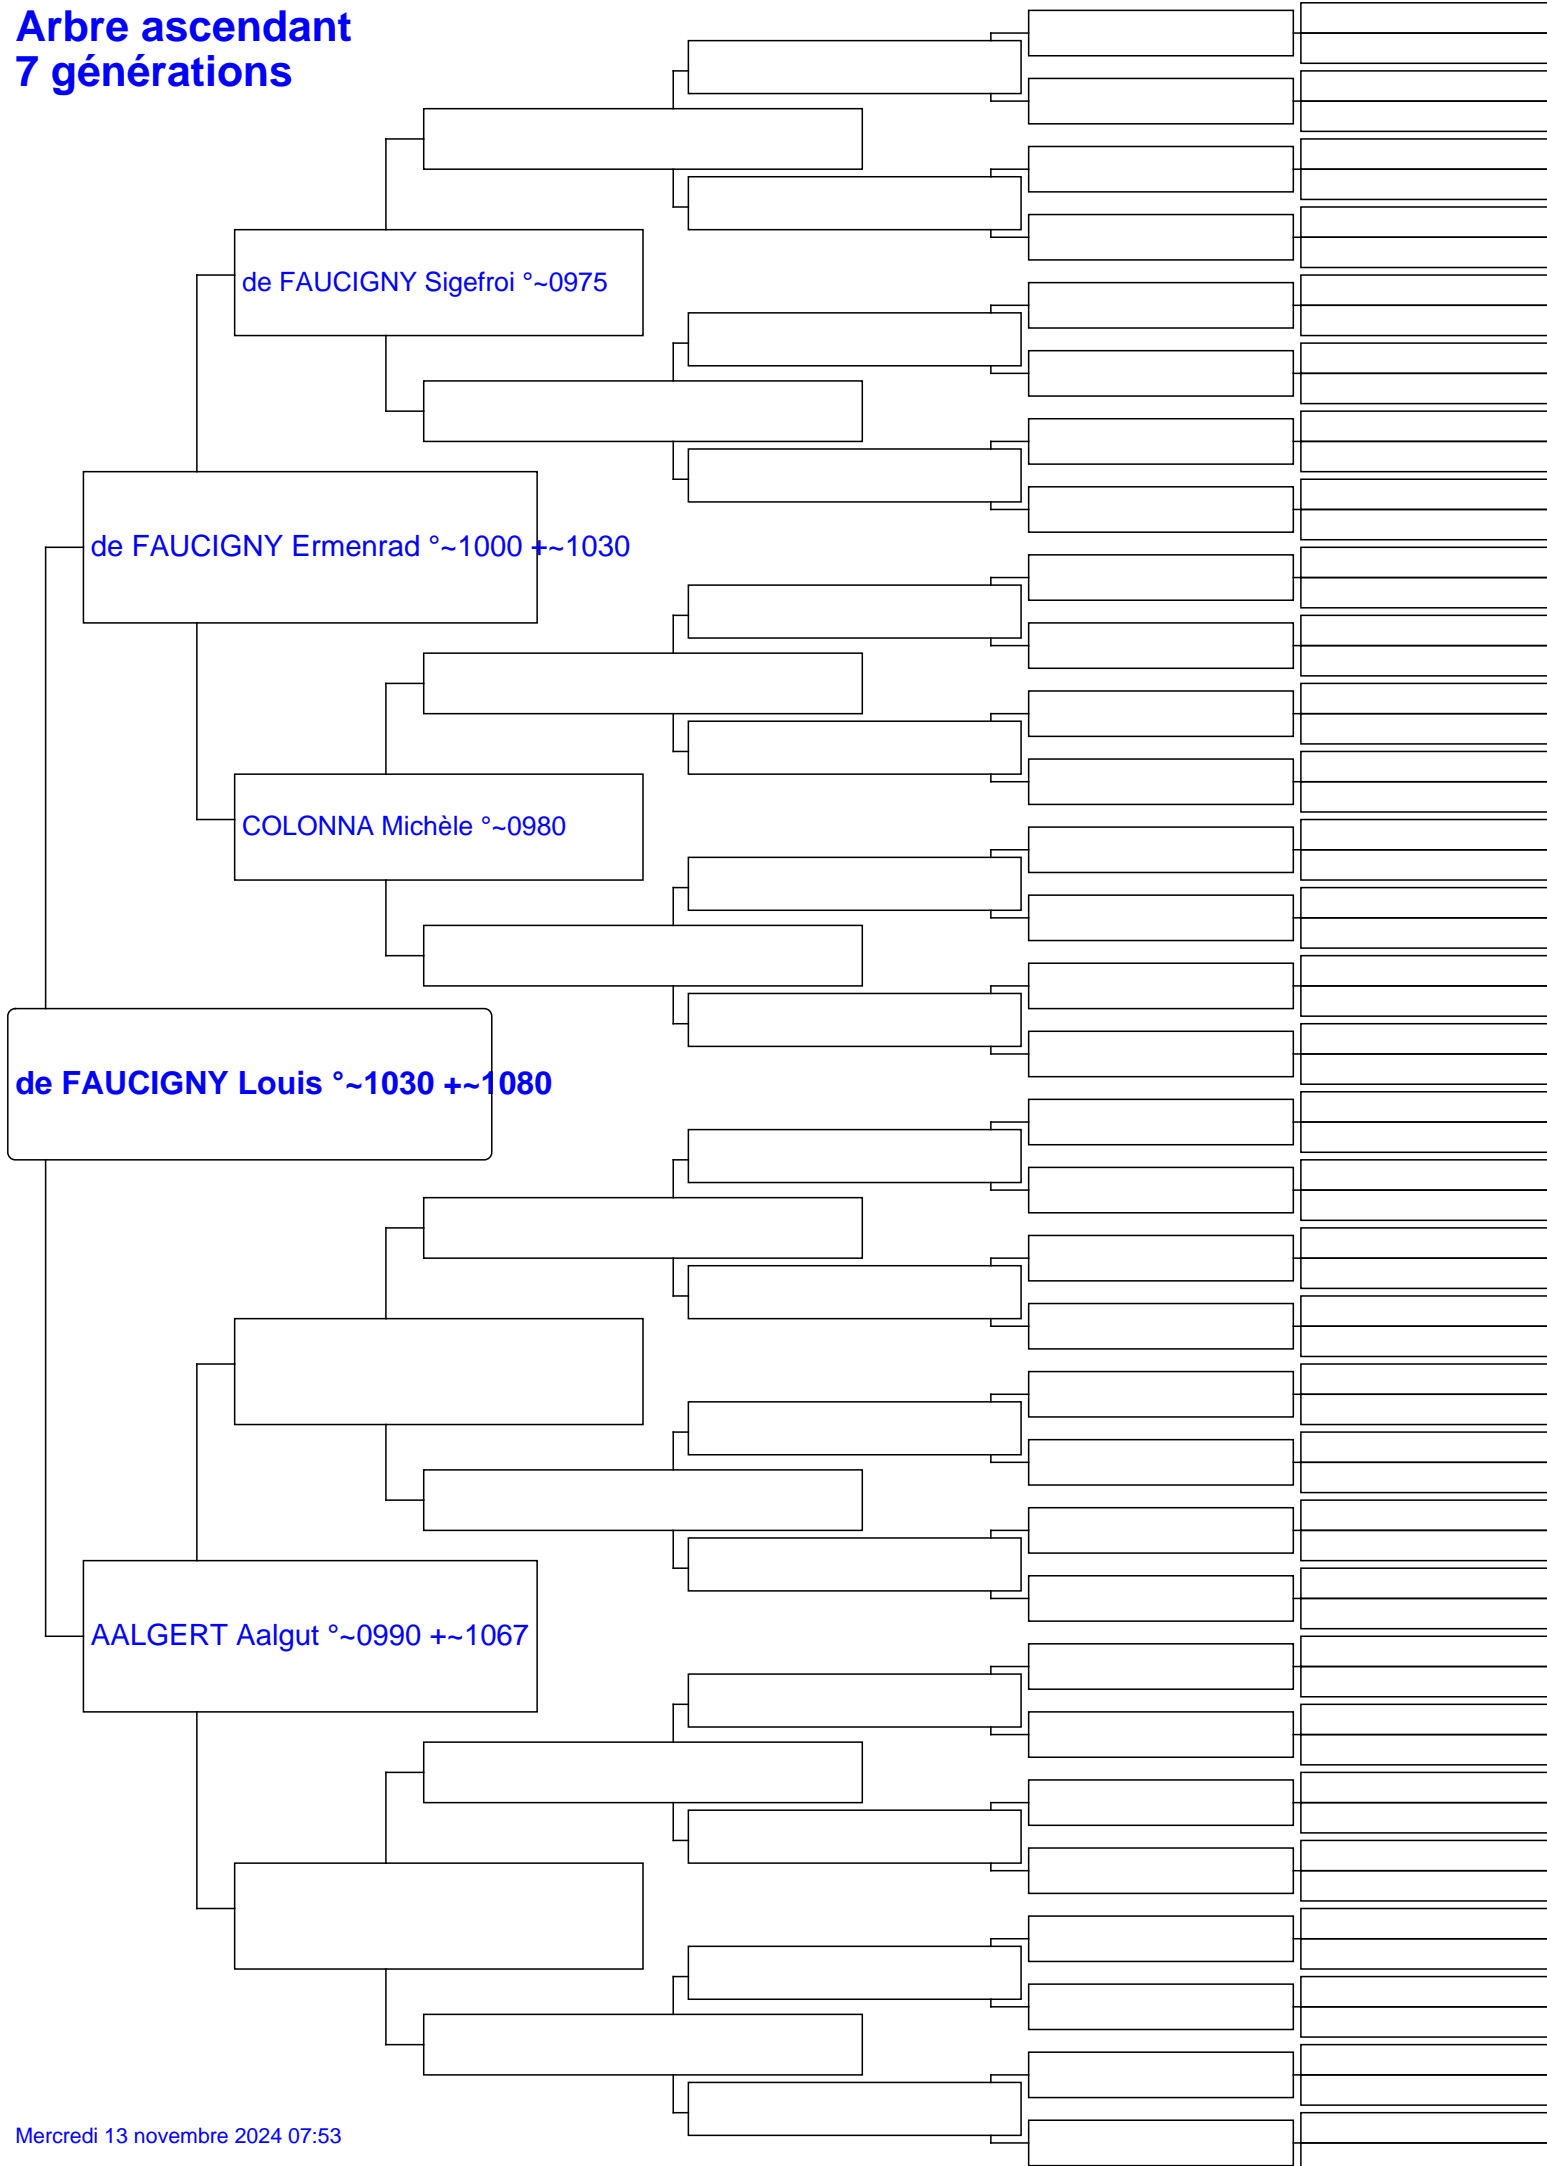 Arbre ascendant
7 générations
de FAUCIGNY Sigefroi °~0975
de FAUCIGNY Ermenrad °~1000 +~1030
COLONNA Michèle °~0980
de FAUCIGNY Louis °~1030 +~1080
AALGERT Aalgut °~0990 +~1067
Mercredi 13 novembre 2024 07:53